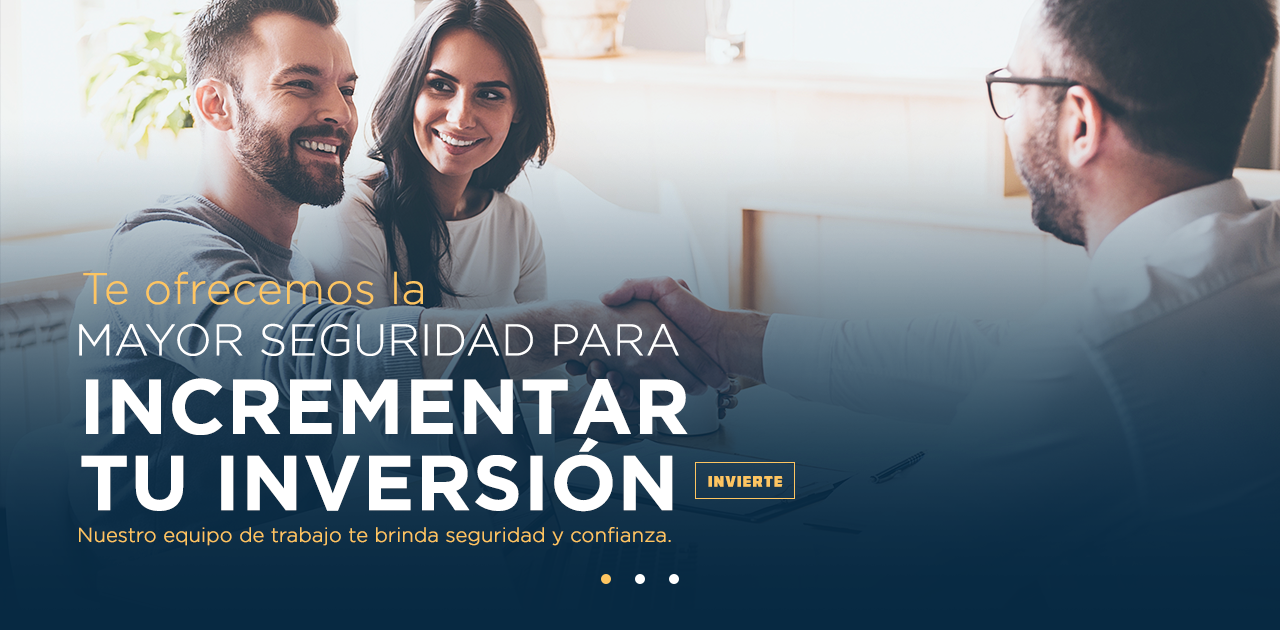 Te ofrecemos la
MAYOR SEGURIDAD PARA
INCREMENTAR
TU INVERSIÓN
INVIERTE
Nuestro equipo de trabajo te brinda seguridad y confianza.